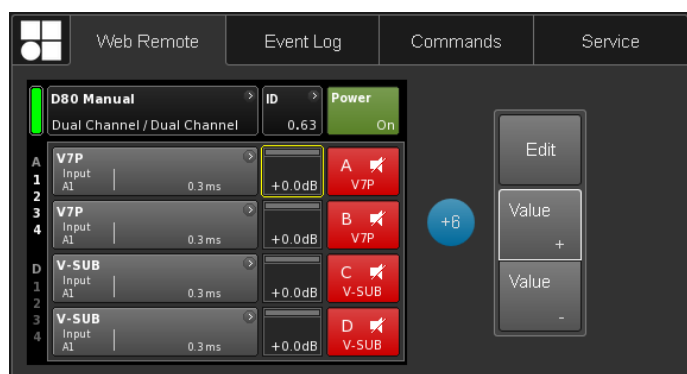 Web Remote
Event Log
Commands
Service
D80 Manual
Dual Channel / Dual Channel
ID
0.63
Power
On
A
1
2
3
4
D
1
2
3
4
V7P
Input
A1
0.3 ms
+0.0dB
A
V7P
V7P
Input
A1
0.3 ms
+0.0dB
B
V7P
V-SUB
Input
A1
0.3 ms
+0.0dB
C
V-SUB
V-SUB
Input
A1
0.3 ms
+0.0dB
D
V-SUB
+6
Edit
Value
+
Value
-